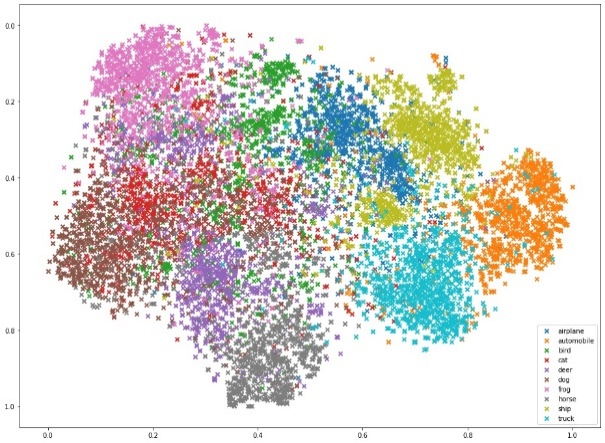 0.0
0.2
0.4
0.6
0.8
1.0
0.0 0.2 0.4 0.6 0.8 1.0
airplane
automobile
bird
cat
deer
dog
frog
horse
ship
truck